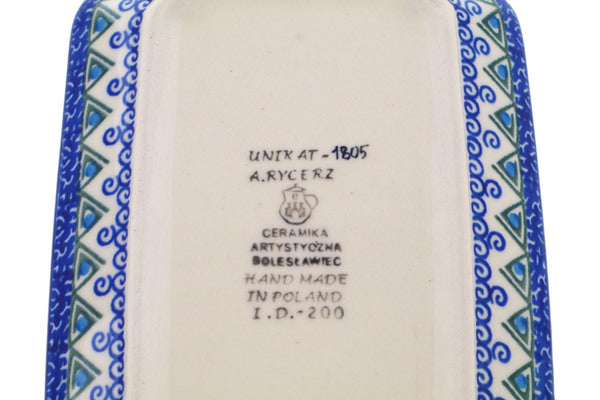 UNIKAT-1805
A.RYCERZ
CERAMIKA
ARTYSTYCZNA
BOLESŁAWIEC
HAND MADE
IN POLAND
I.D.-200